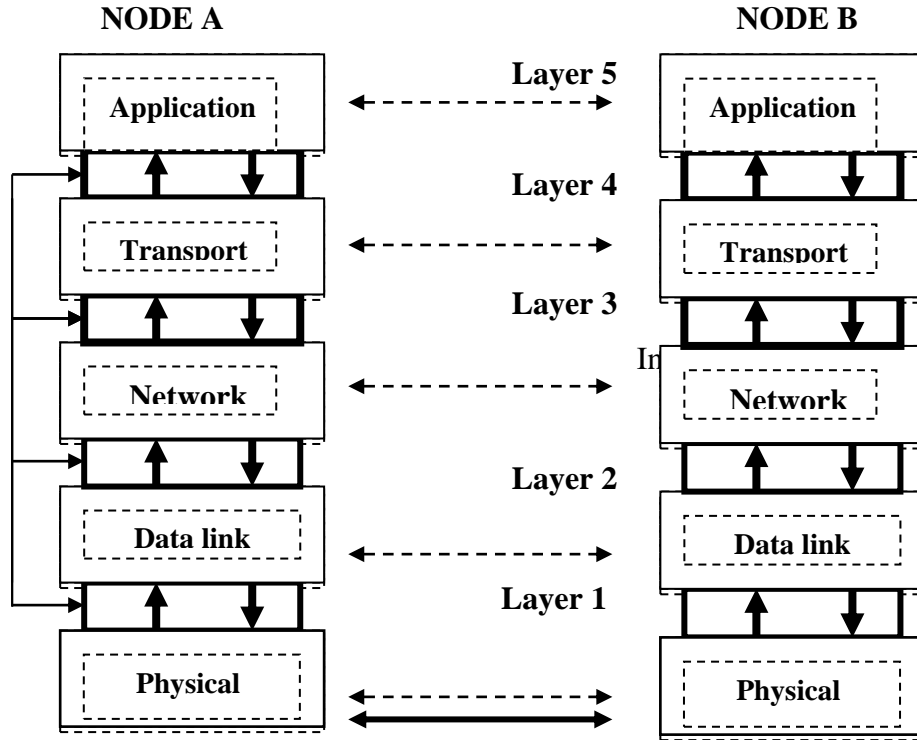 NODE A
NODE B
Layer 5
Application
Application
Layer 4
Transport
Transport
Layer 3
In
Network
Network
Layer 2
Data link
Data link
Layer 1
Physical
Physical